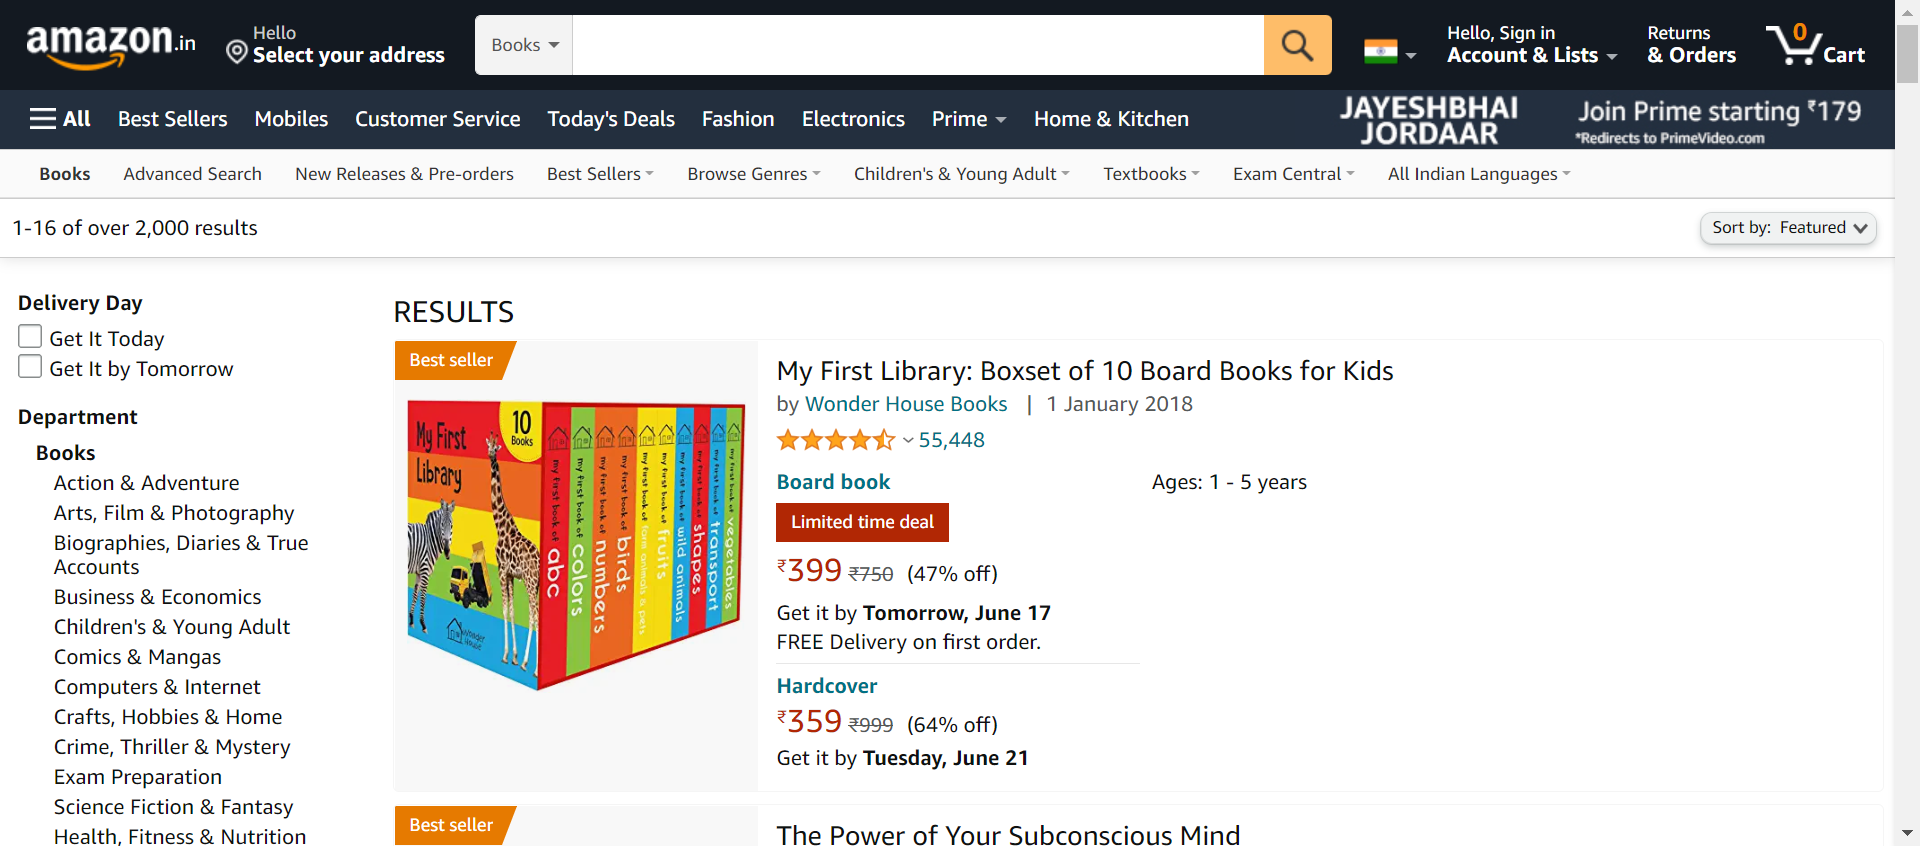 amazon.in
Hello
Select your address
Books
Hello, Sign in
Account & Lists
Returns
& Orders
0
Cart
All
Best Sellers
Mobiles
Customer Service
Today's Deals
Fashion
Electronics
Prime
Home & Kitchen
JAYESHBHAI
JORDAAR
Join Prime starting ₹179
*Redirects to PrimeVideo.com
Books
Advanced Search
New Releases & Pre-orders
Best Sellers
Browse Genres
Children's & Young Adult
Textbooks
Exam Central
All Indian Languages
1-16 of over 2,000 results
Sort by: Featured
Delivery Day
Get It Today
Get It by Tomorrow
Department
Books
Action & Adventure
Arts, Film & Photography
Biographies, Diaries & True
Accounts
Business & Economics
Children's & Young Adult
Comics & Mangas
Computers & Internet
Crafts, Hobbies & Home
Crime, Thriller & Mystery
Exam Preparation
Science Fiction & Fantasy
Health, Fitness & Nutrition
RESULTS
Best seller
My First
Library
10
Books
my first book of abc
my first book of colors
my first book of numbers
my first book of birds
my first book of farm animals & pets
my first book of fruits
my first book of wild animals
my first book of shapes
my first book of transport
my first book of vegetables
Wonder
House
My First Library: Boxset of 10 Board Books for Kids
by Wonder House Books | 1 January 2018
55,448
Board book
Ages: 1 - 5 years
Limited time deal
₹399 ₹750 (47% off)
Get it by Tomorrow, June 17
FREE Delivery on first order.
Hardcover
₹359 ₹999 (64% off)
Get it by Tuesday, June 21
Best seller
The Power of Your Subconscious Mind